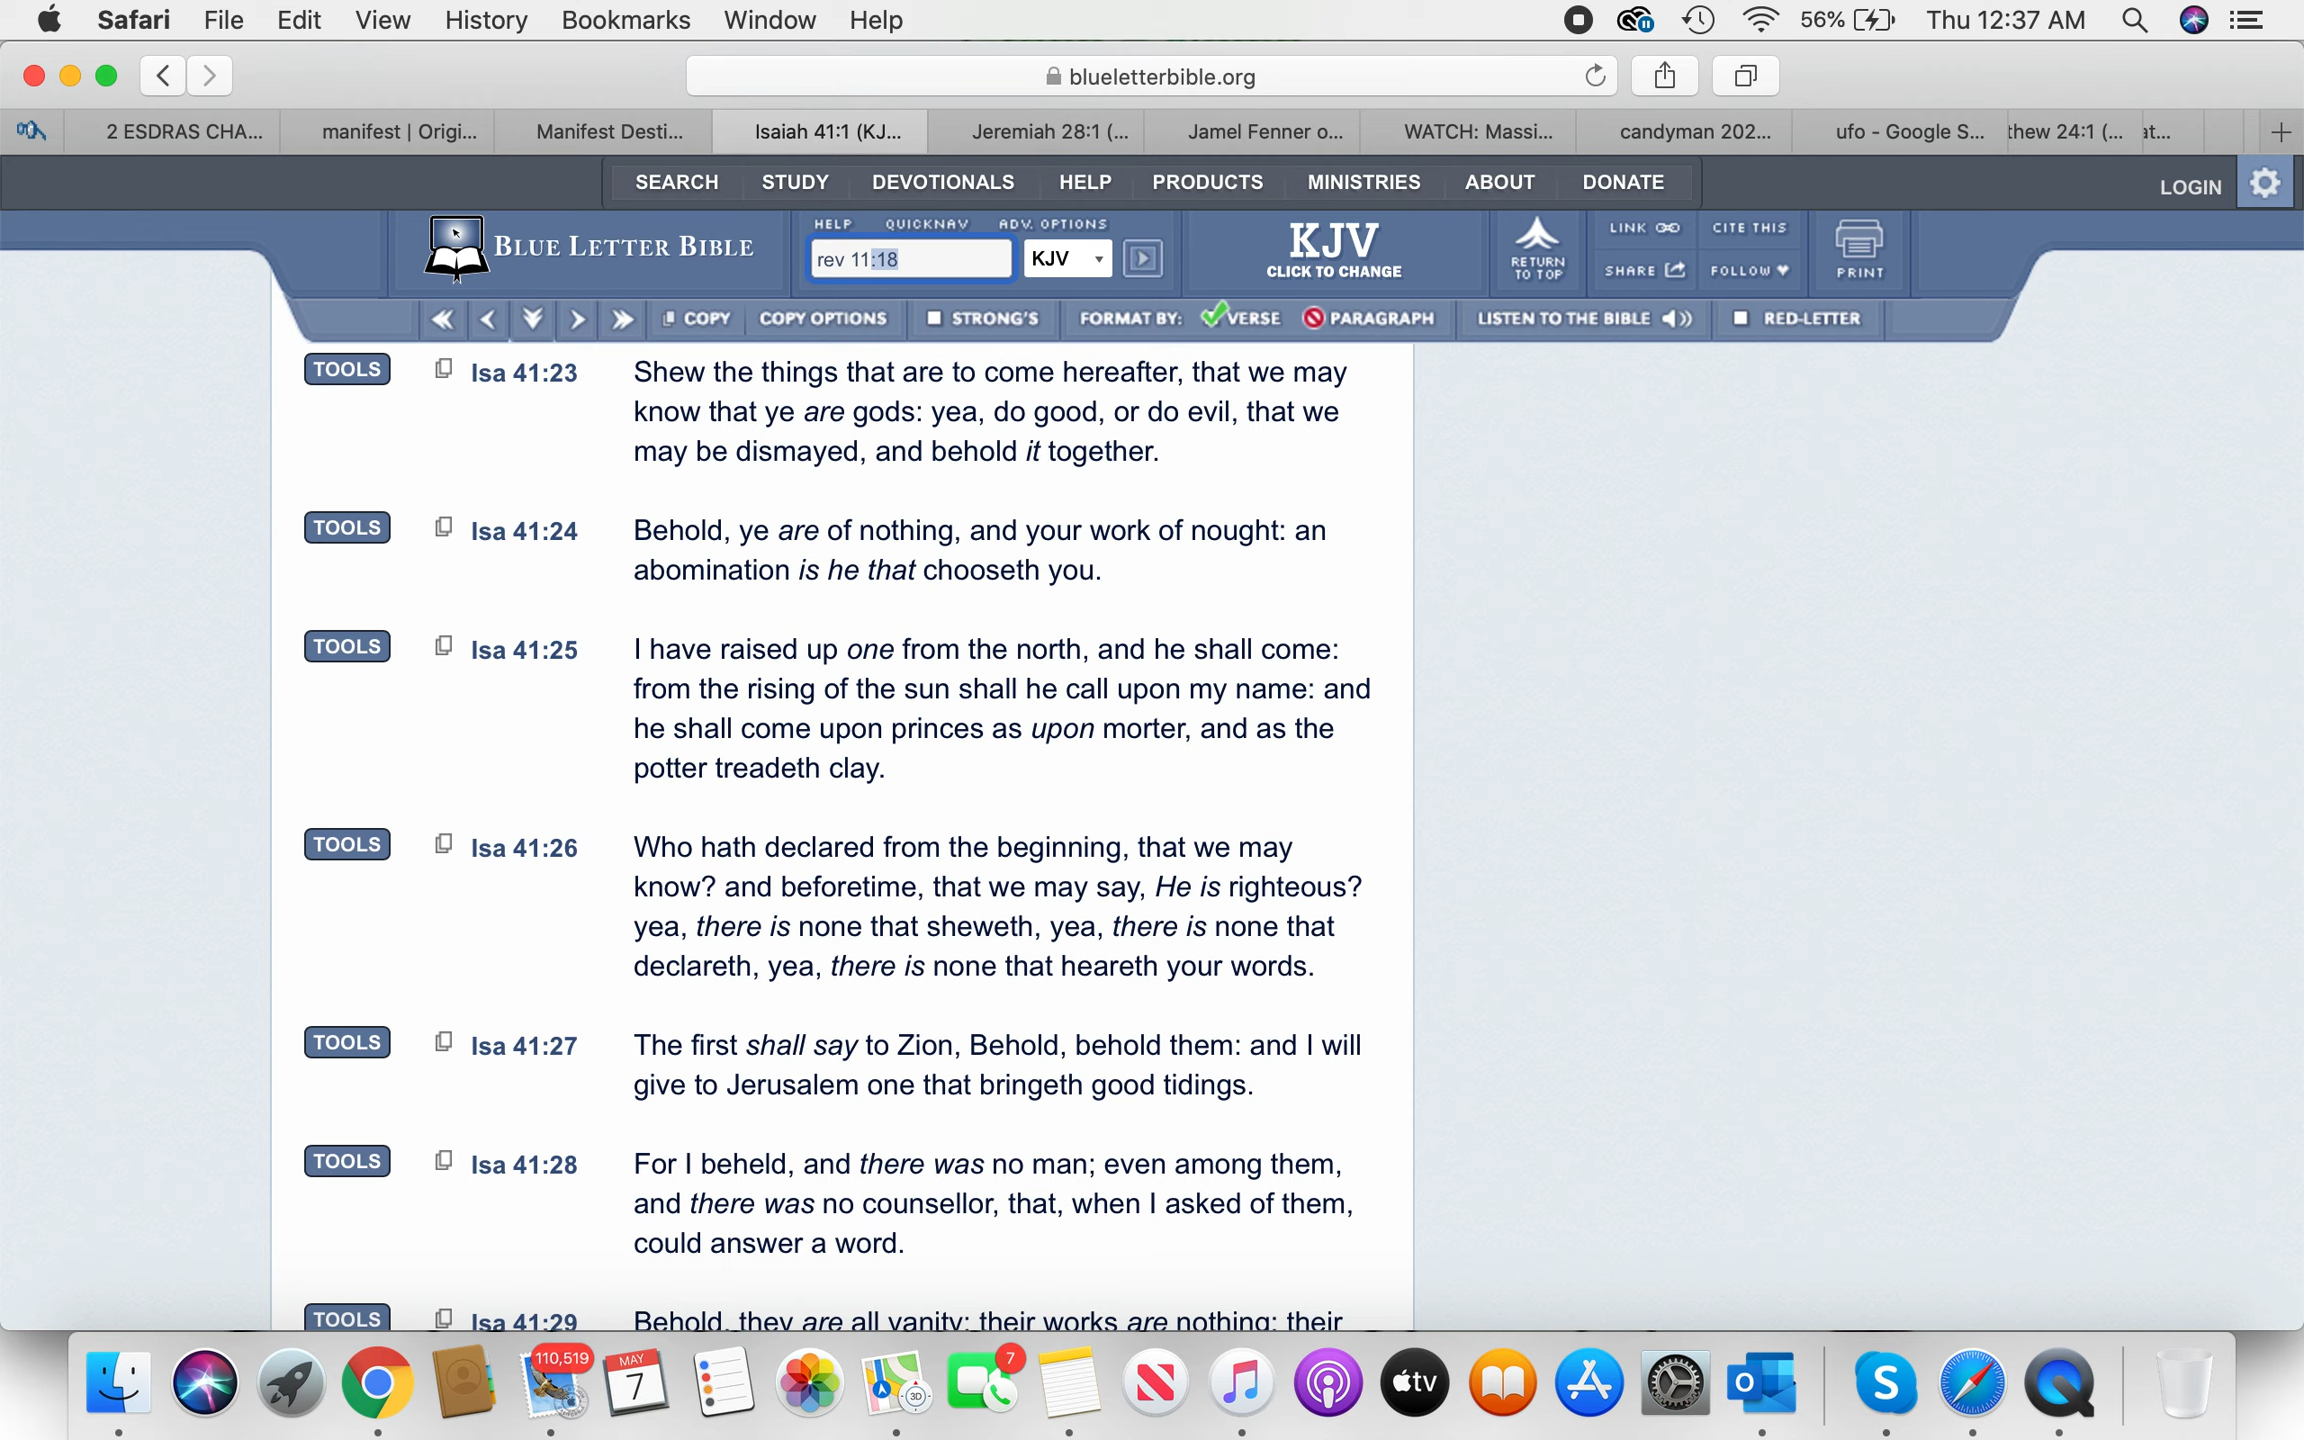 Safari File Edit View History Bookmarks Window Help 56% Thu 12:37 AM
blueletterbible.org
2 ESDRAS CHA... manifest | Origi... Manifest Desti... Isaiah 41:1 (KJ... Jeremiah 28:1 (... Jamel Fenner o... WATCH: Massi... candyman 202... ufo - Google S... thew 24:1 (... at...
SEARCH STUDY DEVOTIONALS HELP PRODUCTS MINISTRIES ABOUT DONATE LOGIN
HELP QUICKNAV ADV. OPTIONS
BLUE LETTER BIBLE
rev 11:18 KJV
KJV
CLICK TO CHANGE
RETURN
TO TOP
LINK CITE THIS
SHARE FOLLOW
PRINT
COPY COPY OPTIONS STRONG'S FORMAT BY: VERSE PARAGRAPH LISTEN TO THE BIBLE RED-LETTER
TOOLS Isa 41:23 Shew the things that are to come hereafter, that we may
know that ye are gods: yea, do good, or do evil, that we
may be dismayed, and behold it together.
TOOLS Isa 41:24 Behold, ye are of nothing, and your work of nought: an
abomination is he that chooseth you.
TOOLS Isa 41:25 I have raised up one from the north, and he shall come:
from the rising of the sun shall he call upon my name: and
he shall come upon princes as upon morter, and as the
potter treadeth clay.
TOOLS Isa 41:26 Who hath declared from the beginning, that we may
know? and beforetime, that we may say, He is righteous?
yea, there is none that sheweth, yea, there is none that
declareth, yea, there is none that heareth your words.
TOOLS Isa 41:27 The first shall say to Zion, Behold, behold them: and I will
give to Jerusalem one that bringeth good tidings.
TOOLS Isa 41:28 For I beheld, and there was no man; even among them,
and there was no counsellor, that, when I asked of them,
could answer a word.
TOOLS Isa 41:29 Behold, they are all vanity; their works are nothing: their
110,519
MAY
7
3D
7
tv